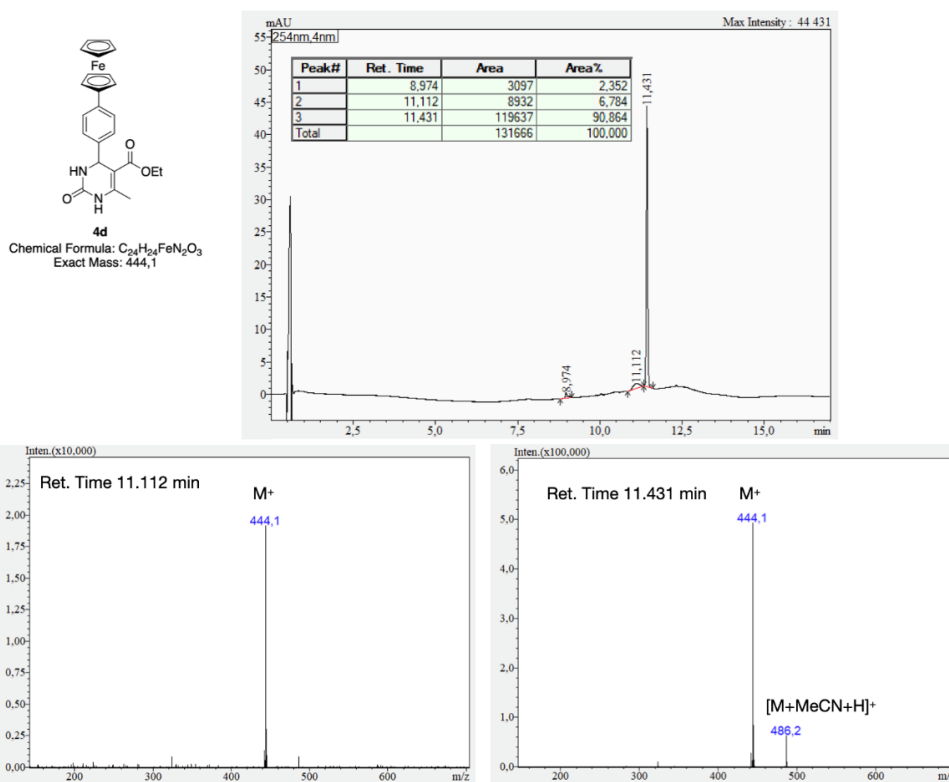 mAU
Max Intensity : 44 431
254nm,4nm
Peak# Ret. Time Area Area%
1 8,974 3097 2,352
2 11,112 8932 6,784
3 11,431 119637 90,864
Total 131666 100,000
55
50
45
40
35
30
25
20
15
10
5
0
8,974
11,112
11,431
2,5 5,0 7,5 10,0 12,5 15,0 min
Fe
O
HN
OEt
O
N
H
4d
Chemical Formula: C₂₄H₂₄FeN₂O₃
Exact Mass: 444,1
Inten.(x10,000)
Ret. Time 11.112 min
M⁺
444,1
2,25
2,00
1,75
1,50
1,25
1,00
0,75
0,50
0,25
0,00
200 300 400 500 600 m/z
Inten.(x100,000)
Ret. Time 11.431 min
M⁺
444,1
[M+MeCN+H]⁺
486,2
6,0
5,0
4,0
3,0
2,0
1,0
0,0
200 300 400 500 600